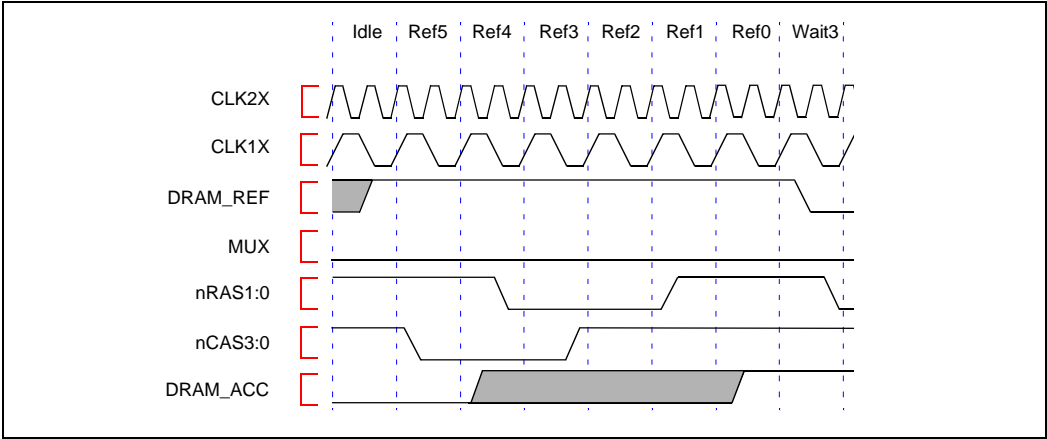 Idle Ref5 Ref4 Ref3 Ref2 Ref1 Ref0 Wait3
CLK2X
CLK1X
DRAM_REF
MUX
nRAS1:0
nCAS3:0
DRAM_ACC